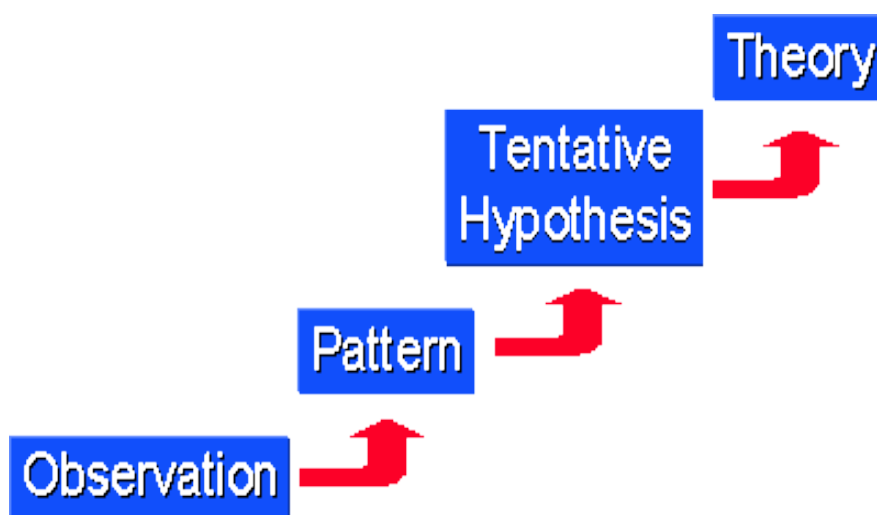 Theory
Tentative
Hypothesis
Pattern
Observation